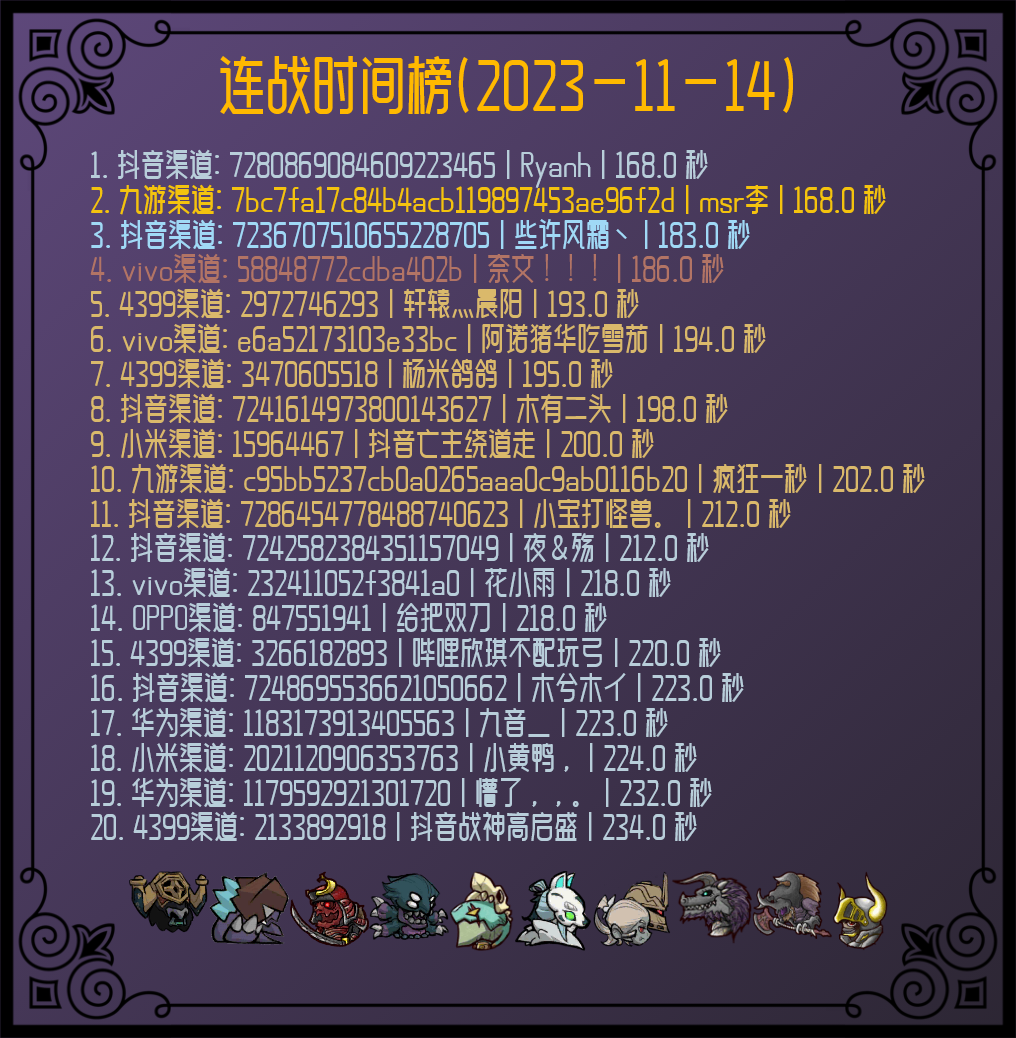 连战时间榜(2023-11-14)
1. 抖音渠道: 7280869084609223465 | Ryanh | 168.0 秒
2. 九游渠道: 7bc7fa17c84b4acb119897453ae96f2d | msr李 | 168.0 秒
3. 抖音渠道: 7236707510655228705 | 些许风霜丶 | 183.0 秒
4. vivo渠道: 58848772cdba402b | 奈文！！！ | 186.0 秒
5. 4399渠道: 2972746293 | 轩辕灬晨阳 | 193.0 秒
6. vivo渠道: e6a52173103e33bc | 阿诺猪华吃雪茄 | 194.0 秒
7. 4399渠道: 3470605518 | 杨米鸽鸽 | 195.0 秒
8. 抖音渠道: 7241614973800143627 | 木有二头 | 198.0 秒
9. 小米渠道: 15964467 | 抖音亡主绕道走 | 200.0 秒
10. 九游渠道: c95bb5237cb0a0265aaa0c9ab0116b20 | 疯狂一秒 | 202.0 秒
11. 抖音渠道: 7286454778488740623 | 小宝打怪兽。 | 212.0 秒
12. 抖音渠道: 7242582384351157049 | 夜＆殇 | 212.0 秒
13. vivo渠道: 232411052f3841a0 | 花小雨 | 218.0 秒
14. OPPO渠道: 847551941 | 给把双刀 | 218.0 秒
15. 4399渠道: 3266182893 | 哔哩欣琪不配玩弓 | 220.0 秒
16. 抖音渠道: 7248695536621050662 | 木兮木イ | 223.0 秒
17. 华为渠道: 1183173913405563 | 九音__ | 223.0 秒
18. 小米渠道: 2021120906353763 | 小黄鸭， | 224.0 秒
19. 华为渠道: 1179592921301720 | 懵了，，。 | 232.0 秒
20. 4399渠道: 2133892918 | 抖音战神高启盛 | 234.0 秒